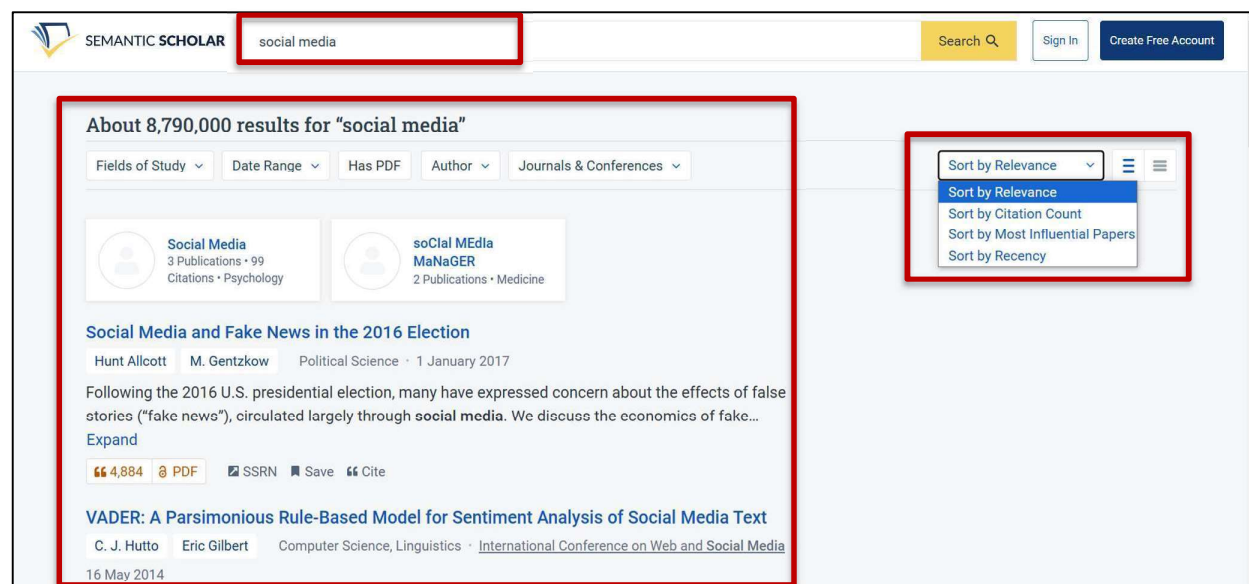 SEMANTIC SCHOLAR social media Search Sign In Create Free Account
About 8,790,000 results for “social media”
Fields of Study Date Range Has PDF Author Journals & Conferences
Sort by Relevance
Sort by Relevance
Sort by Citation Count
Sort by Most Influential Papers
Sort by Recency
Social Media
3 Publications • 99
Citations • Psychology
soCIal MEdIa
MaNaGER
2 Publications • Medicine
Social Media and Fake News in the 2016 Election
Hunt Allcott M. Gentzkow Political Science · 1 January 2017
Following the 2016 U.S. presidential election, many have expressed concern about the effects of false
stories (“fake news”), circulated largely through social media. We discuss the economics of fake…
Expand
4,884 PDF SSRN Save Cite
VADER: A Parsimonious Rule-Based Model for Sentiment Analysis of Social Media Text
C. J. Hutto Eric Gilbert Computer Science, Linguistics · International Conference on Web and Social Media
16 May 2014